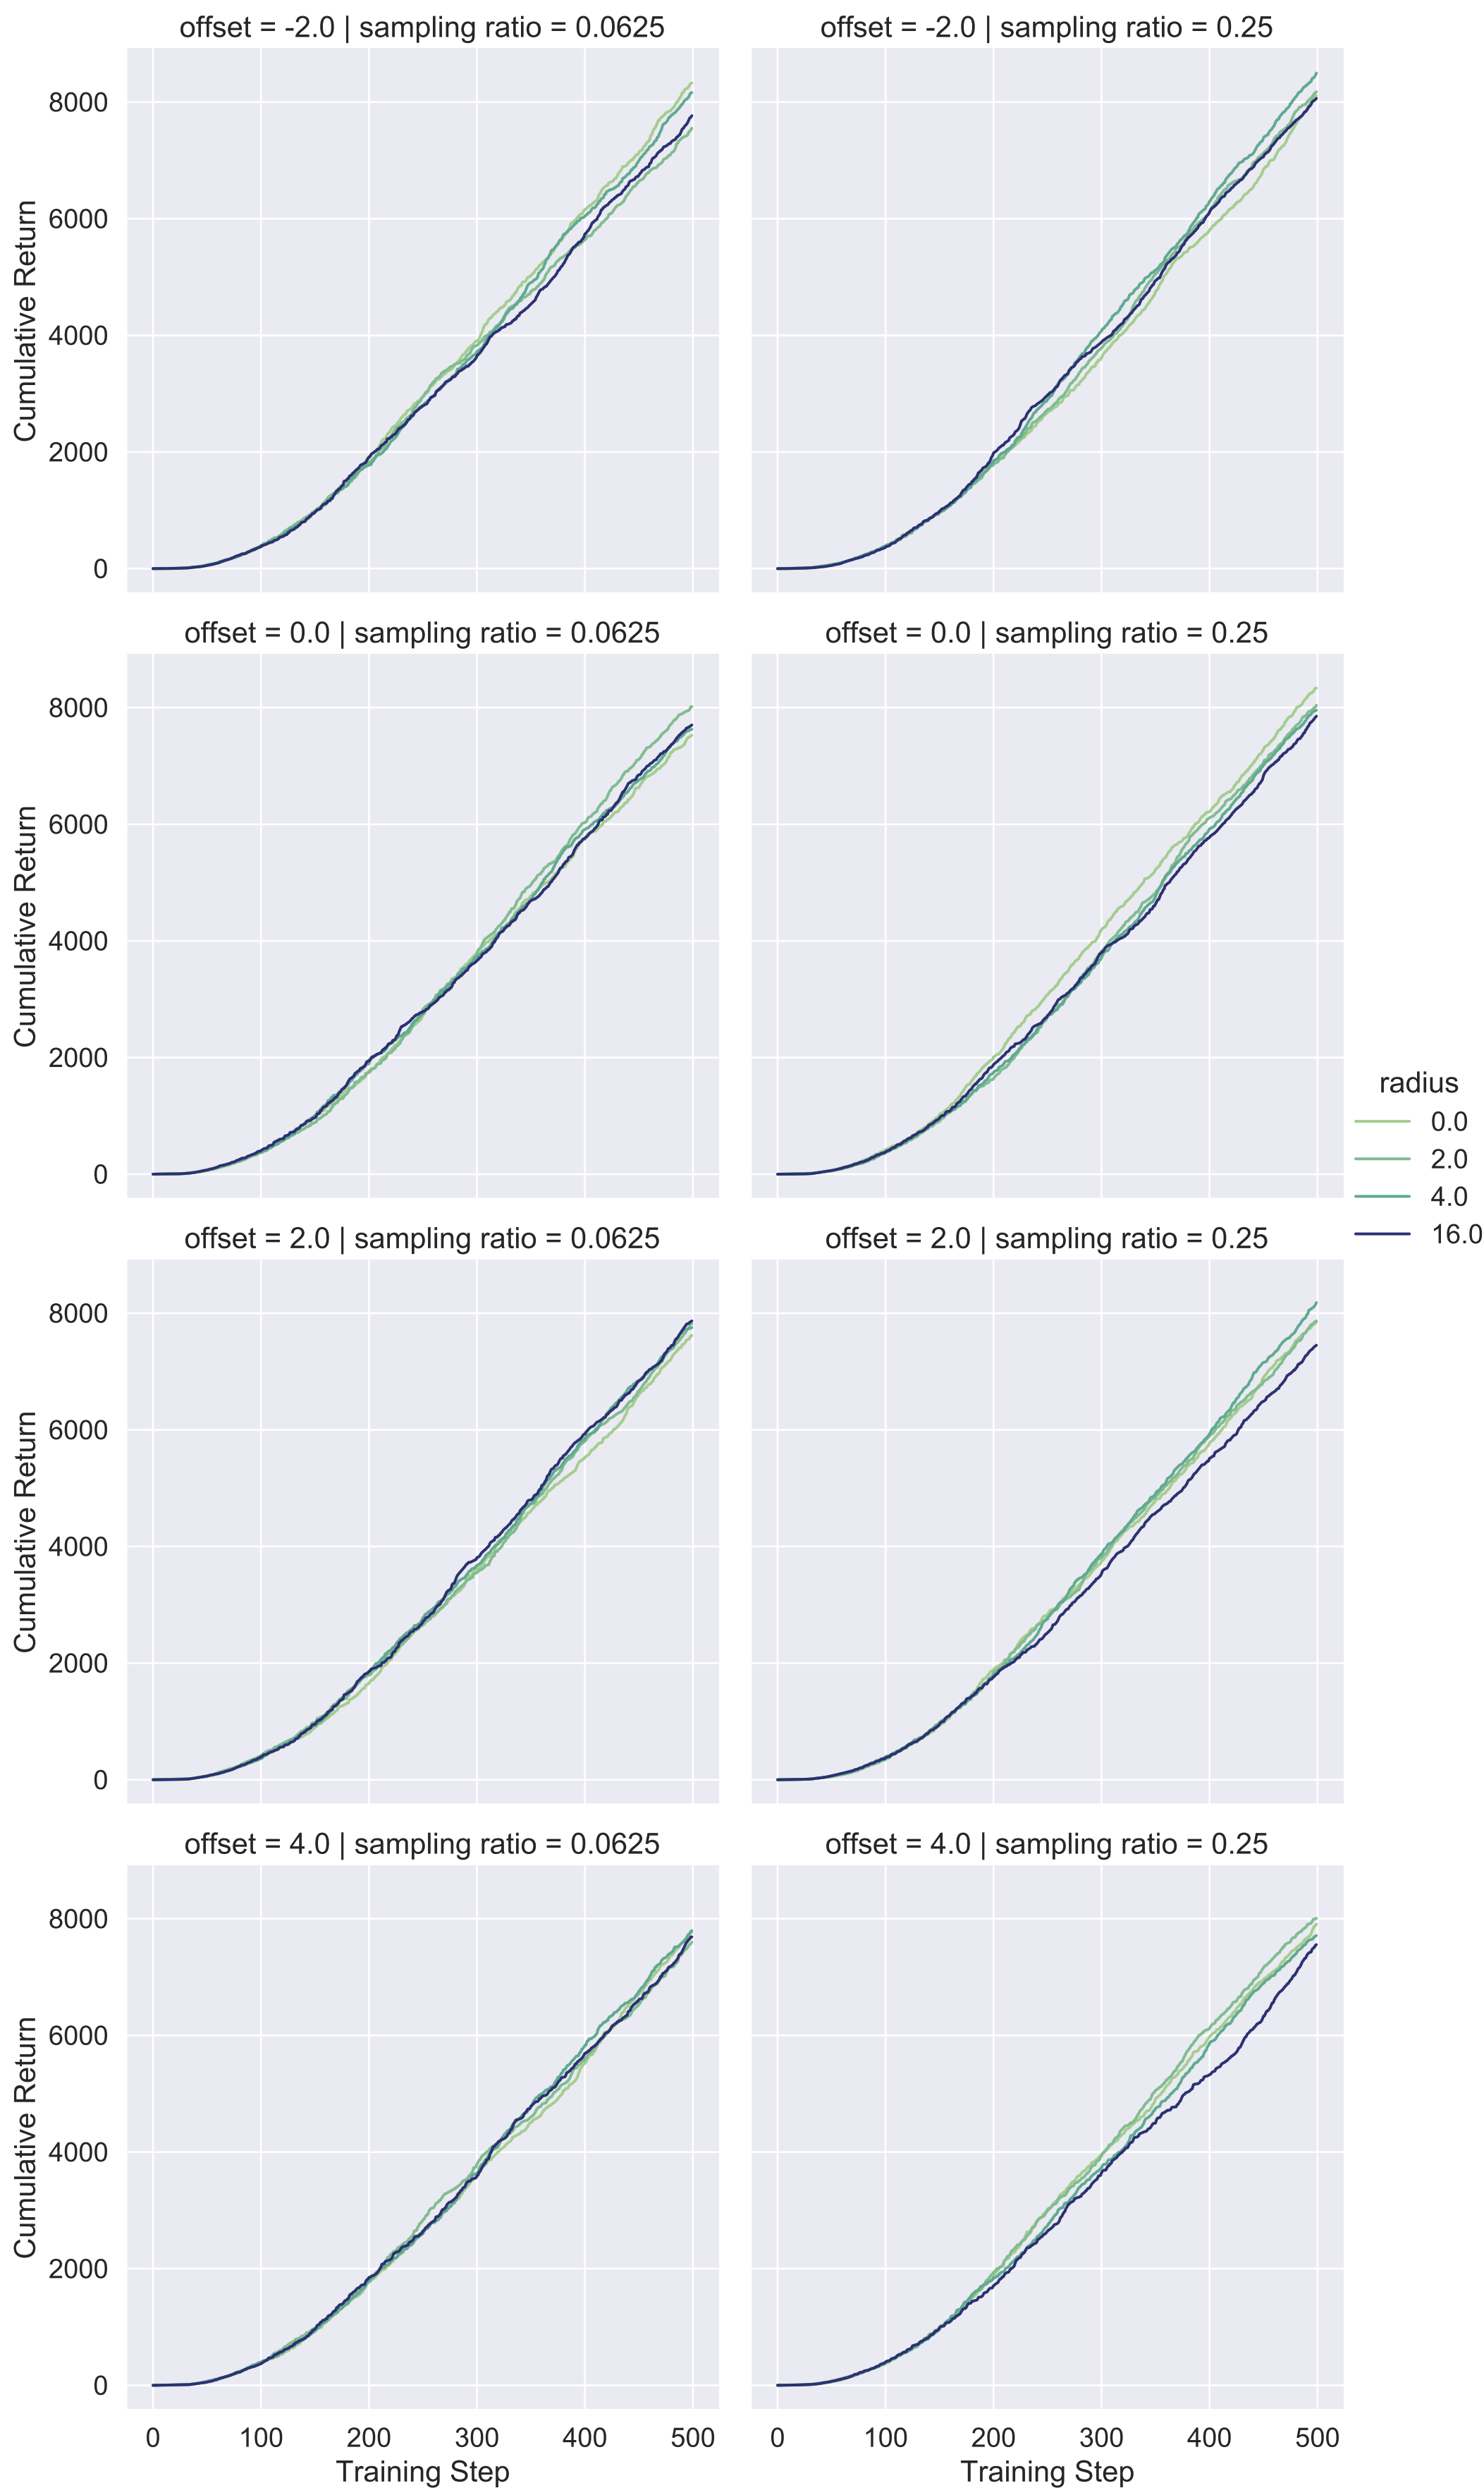 offset = -2.0 | sampling ratio = 0.0625
offset = -2.0 | sampling ratio = 0.25
8000
6000
4000
2000
0
Cumulative Return
offset = 0.0 | sampling ratio = 0.0625
offset = 0.0 | sampling ratio = 0.25
8000
6000
4000
2000
0
Cumulative Return
radius
0.0
2.0
4.0
16.0
offset = 2.0 | sampling ratio = 0.0625
offset = 2.0 | sampling ratio = 0.25
8000
6000
4000
2000
0
Cumulative Return
offset = 4.0 | sampling ratio = 0.0625
offset = 4.0 | sampling ratio = 0.25
8000
6000
4000
2000
0
Cumulative Return
0 100 200 300 400 500
0 100 200 300 400 500
Training Step
Training Step